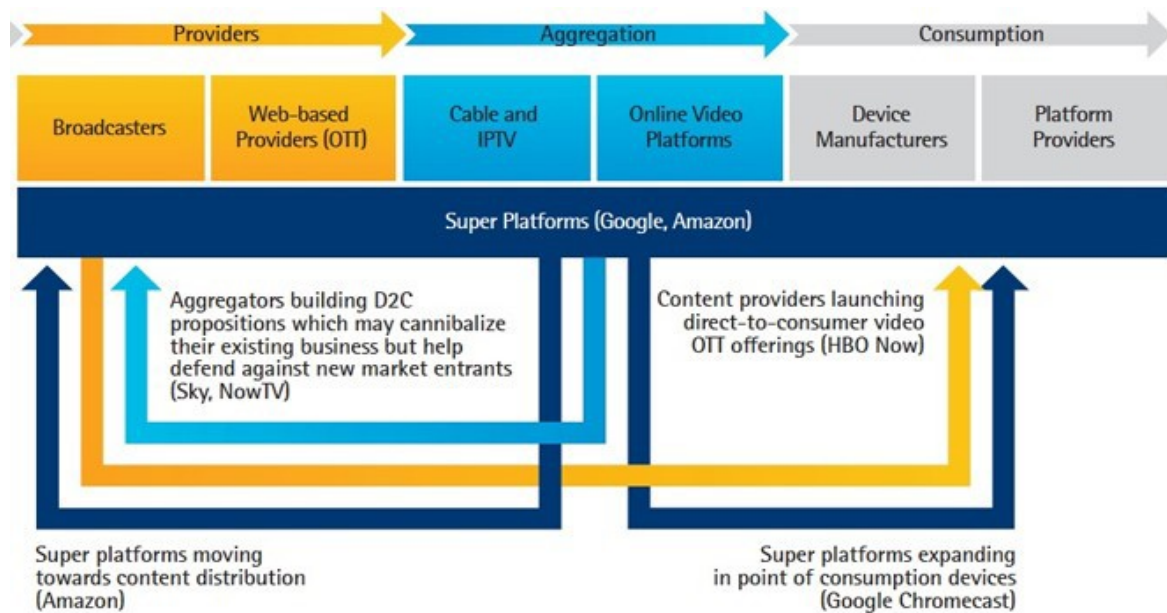 Providers
Aggregation
Consumption
Broadcasters
Web-based
Providers (OTT)
Cable and
IPTV
Online Video
Platforms
Device
Manufacturers
Platform
Providers
Super Platforms (Google, Amazon)
Aggregators building D2C
propositions which may cannibalize
their existing business but help
defend against new market entrants
(Sky, NowTV)
Content providers launching
direct-to-consumer video
OTT offerings (HBO Now)
Super platforms moving
towards content distribution
(Amazon)
Super platforms expanding
in point of consumption devices
(Google Chromecast)